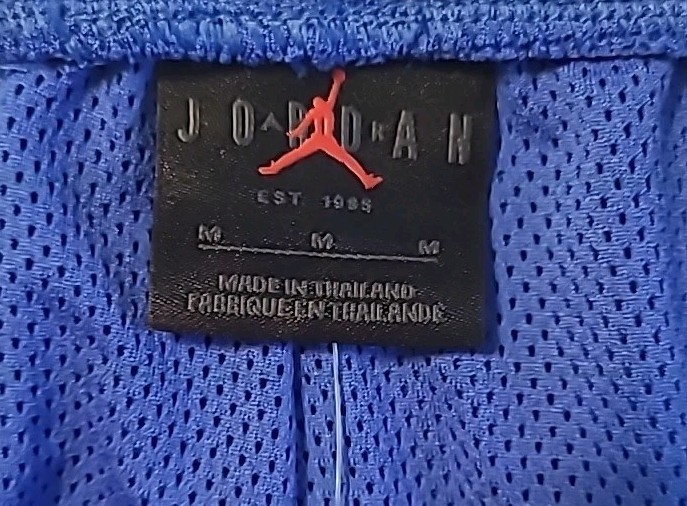 JORDAN
EST 1985
M M M
MADE IN THAILAND
FABRIQUE EN THAILANDE